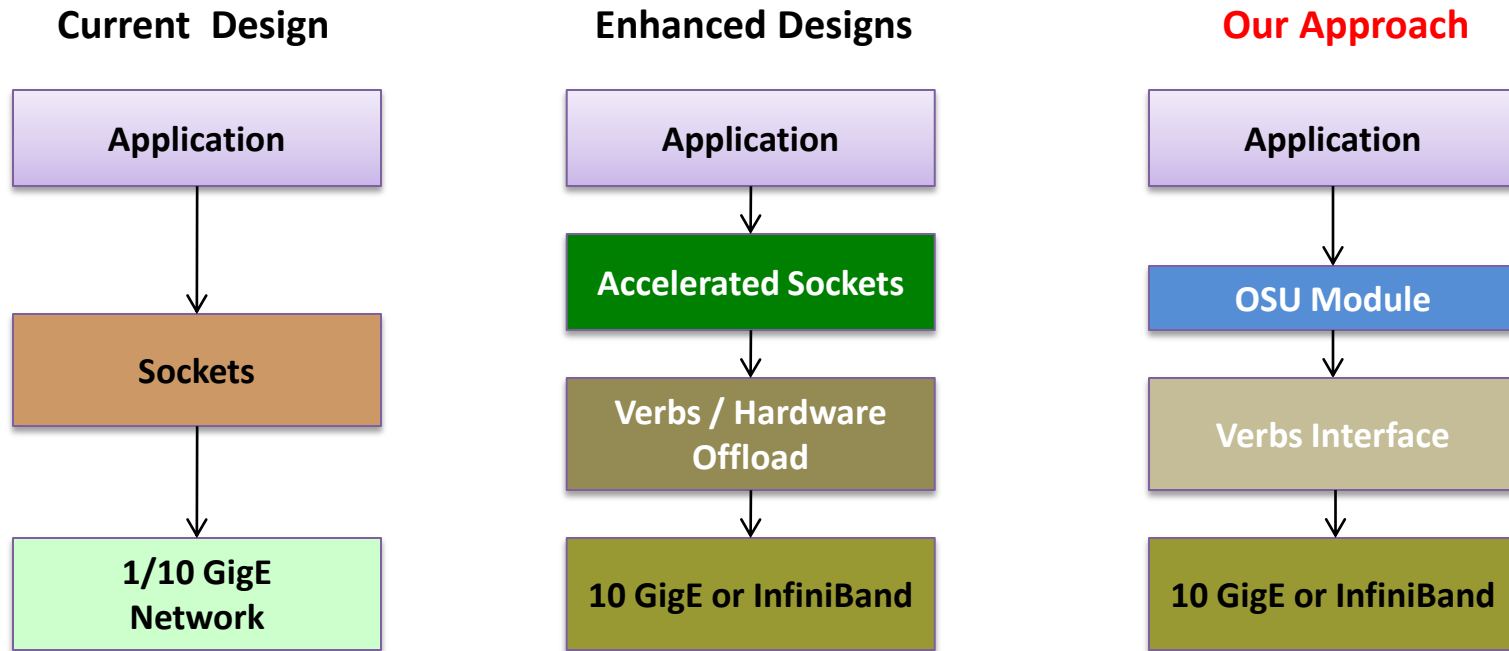 Current Design
Application
Sockets
1/10 GigE
Network
Enhanced Designs
Application
Accelerated Sockets
Verbs / Hardware
Offload
10 GigE or InfiniBand
Our Approach
Application
OSU Module
Verbs Interface
10 GigE or InfiniBand